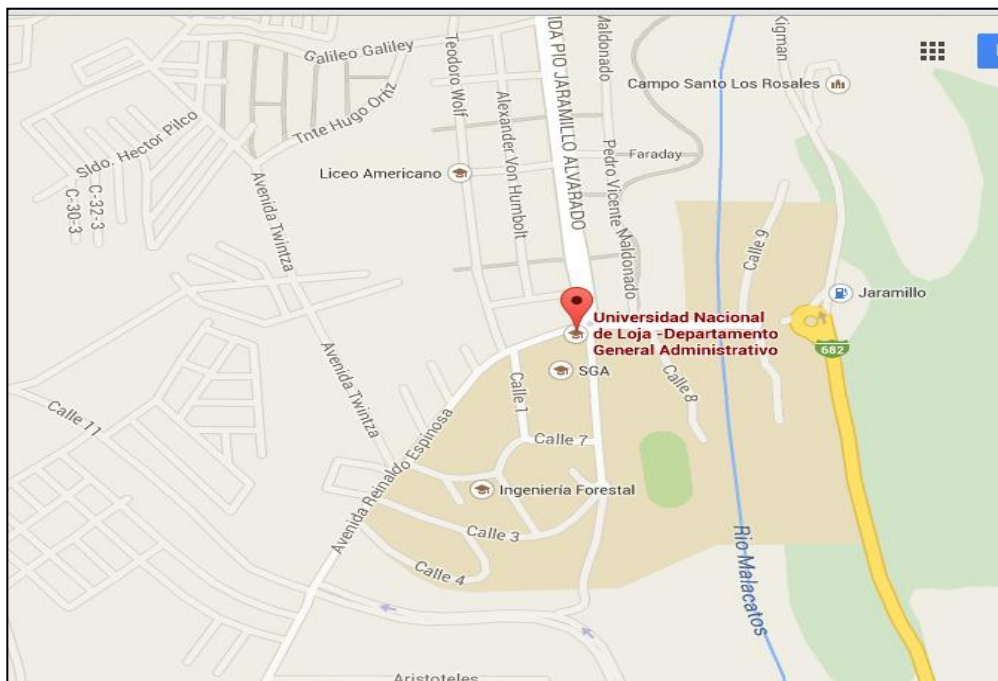 Galileo Galiley
Teodoro Wolf
IDA PIO JARAMILLO ALVARADO
Maldonado
Kigman
Campo Santo Los Rosales
Tnte Hugo Ortiz
Alexander Von Humbolt
Sldo. Hector Pilco
Faraday
Pedro Vicente Maldonado
Liceo Americano
C-30-3
C-32-3
Avenida Twintza
Calle 9
Jaramillo
Universidad Nacional
de Loja -Departamento
General Administrativo
682
SGA
Calle 8
Calle 1
Avenida Twintza
Calle 11
Calle 7
Avenida Reinaldo Espinosa
Ingeniería Forestal
Calle 3
Calle 4
Rio Malacatos
Aristoteles